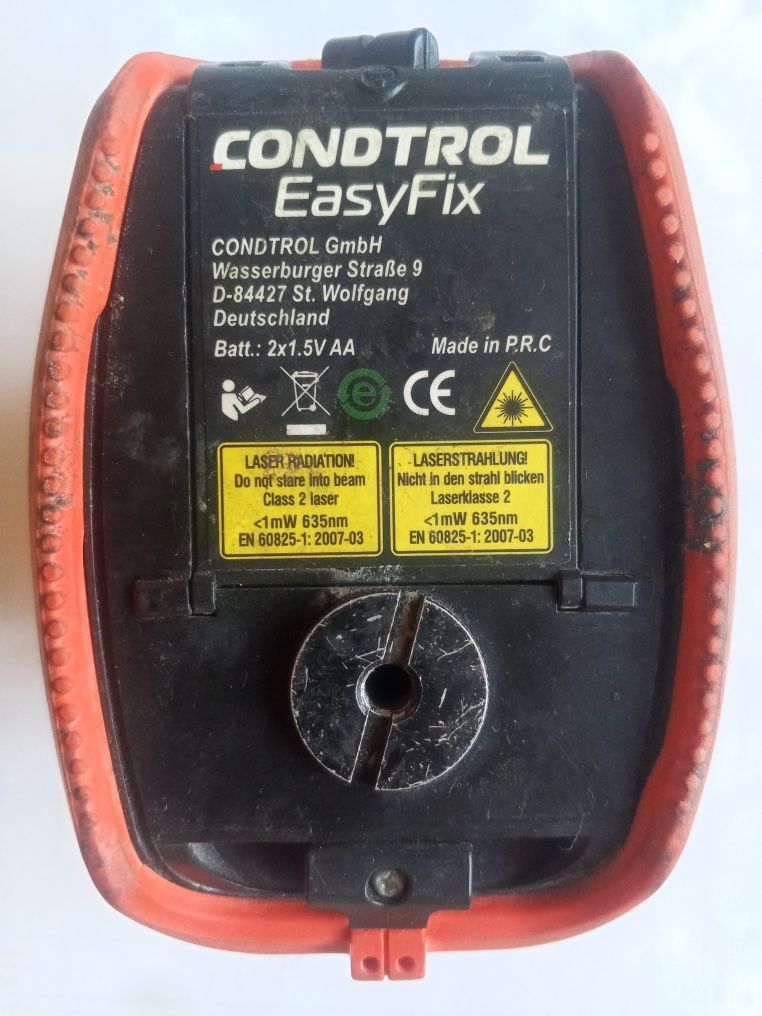 CONDTROL
EasyFix
CONDTROL GmbH
Wasserburger Straße 9
D-84427 St. Wolfgang
Deutschland
Batt.: 2x1.5V AA Made in P.R.C
e CE
LASER RADIATION!
Do not stare into beam
Class 2 laser
<1mW 635nm
EN 60825-1: 2007-03
LASERSTRAHLUNG!
Nicht in den strahl blicken
Laserklasse 2
<1mW 635nm
EN 60825-1: 2007-03